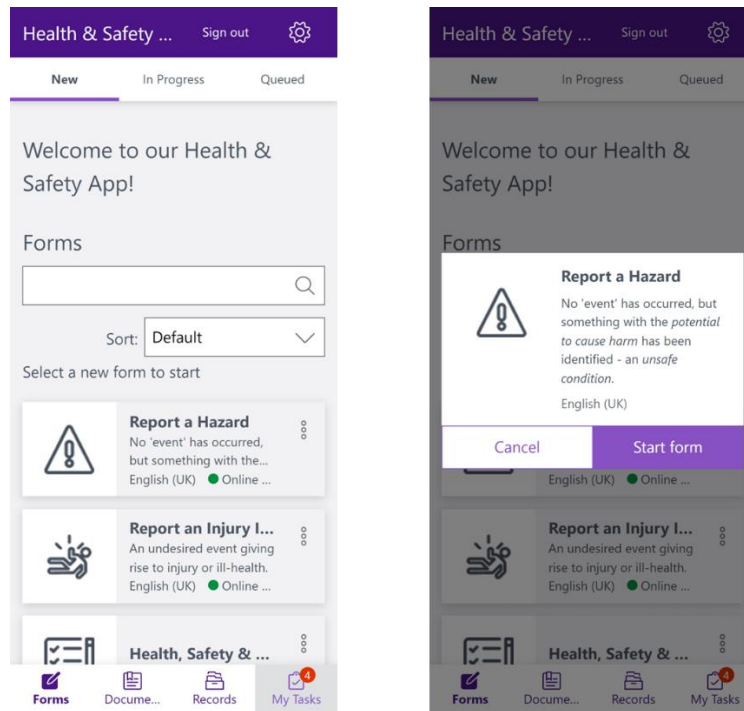 Health & Safety ... Sign out
New In Progress Queued
Welcome to our Health &
Safety App!
Forms
Sort: Default
Select a new form to start
Report a Hazard
No 'event' has occurred,
but something with the...
English (UK) Online ...
Report an Injury I...
An undesired event giving
rise to injury or ill-health.
English (UK) Online ...
Health, Safety & ...
4
Forms Docume... Records My Tasks
Health & Safety ... Sign out
New In Progress Queued
Welcome to our Health &
Safety App!
Forms
Report a Hazard
No 'event' has occurred, but
something with the potential
to cause harm has been
identified - an unsafe
condition.
English (UK)
Cancel Start form
English (UK) Online ...
Report an Injury I...
An undesired event giving
rise to injury or ill-health.
English (UK) Online ...
Health, Safety & ...
4
Forms Docume... Records My Tasks